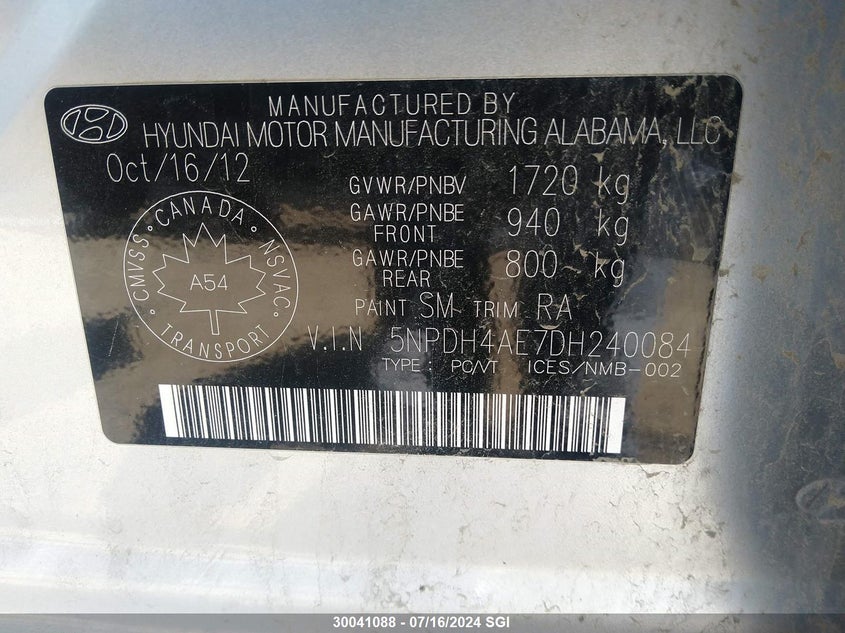 MANUFACTURED BY
HYUNDAI MOTOR MANUFACTURING ALABAMA, LLC
Oct/16/12
GVWR/PNBV 1720 kg
GAWR/PNBE FRONT 940 kg
GAWR/PNBE REAR 800 kg
CMVSS CANADA NSVAC
A54
TRANSPORT
PAINT SM TRIM RA
V.I.N 5NPDH4AE7DH240084
TYPE: PC/VT ICES/NMB-002
30041088 - 07/16/2024 SGI